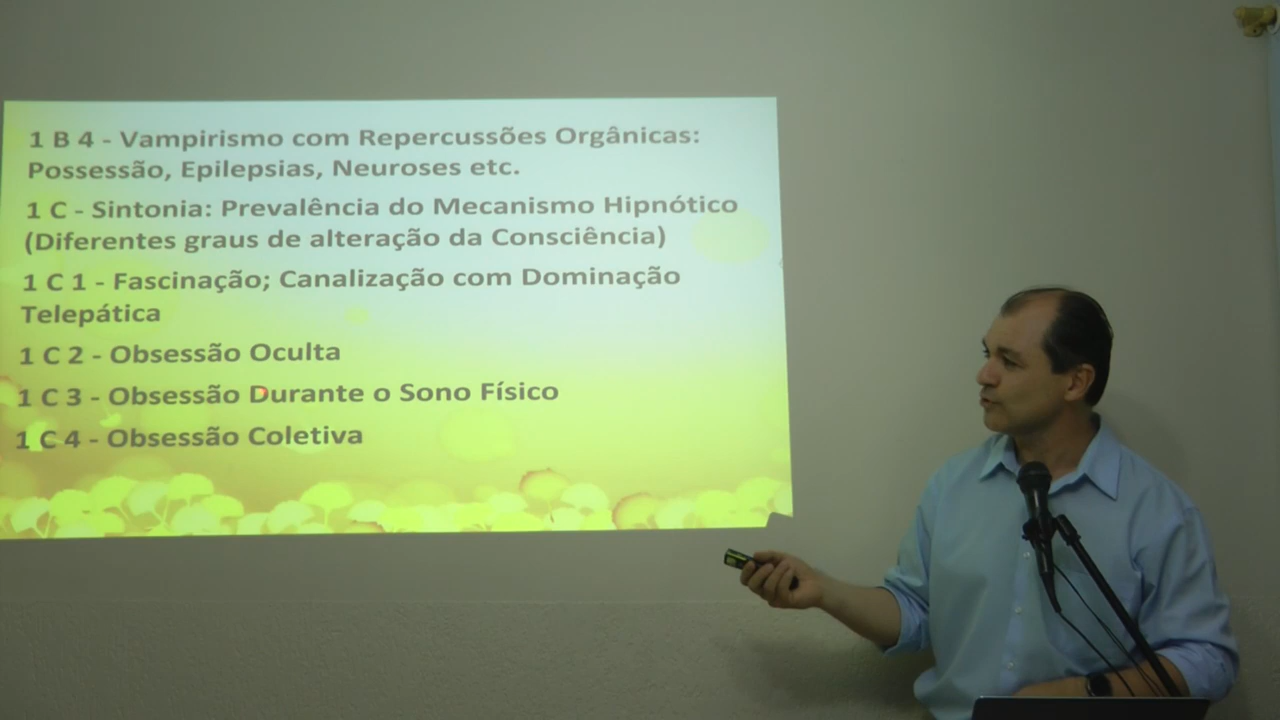 1 B 4 - Vampirismo com Repercussões Orgânicas:
Possessão, Epilepsias, Neuroses etc.
1 C - Sintonia: Prevalência do Mecanismo Hipnótico
(Diferentes graus de alteração da Consciência)
1 C 1 - Fascinação; Canalização com Dominação
Telepática
1 C 2 - Obsessão Oculta
1 C 3 - Obsessão Durante o Sono Físico
1 C 4 - Obsessão Coletiva